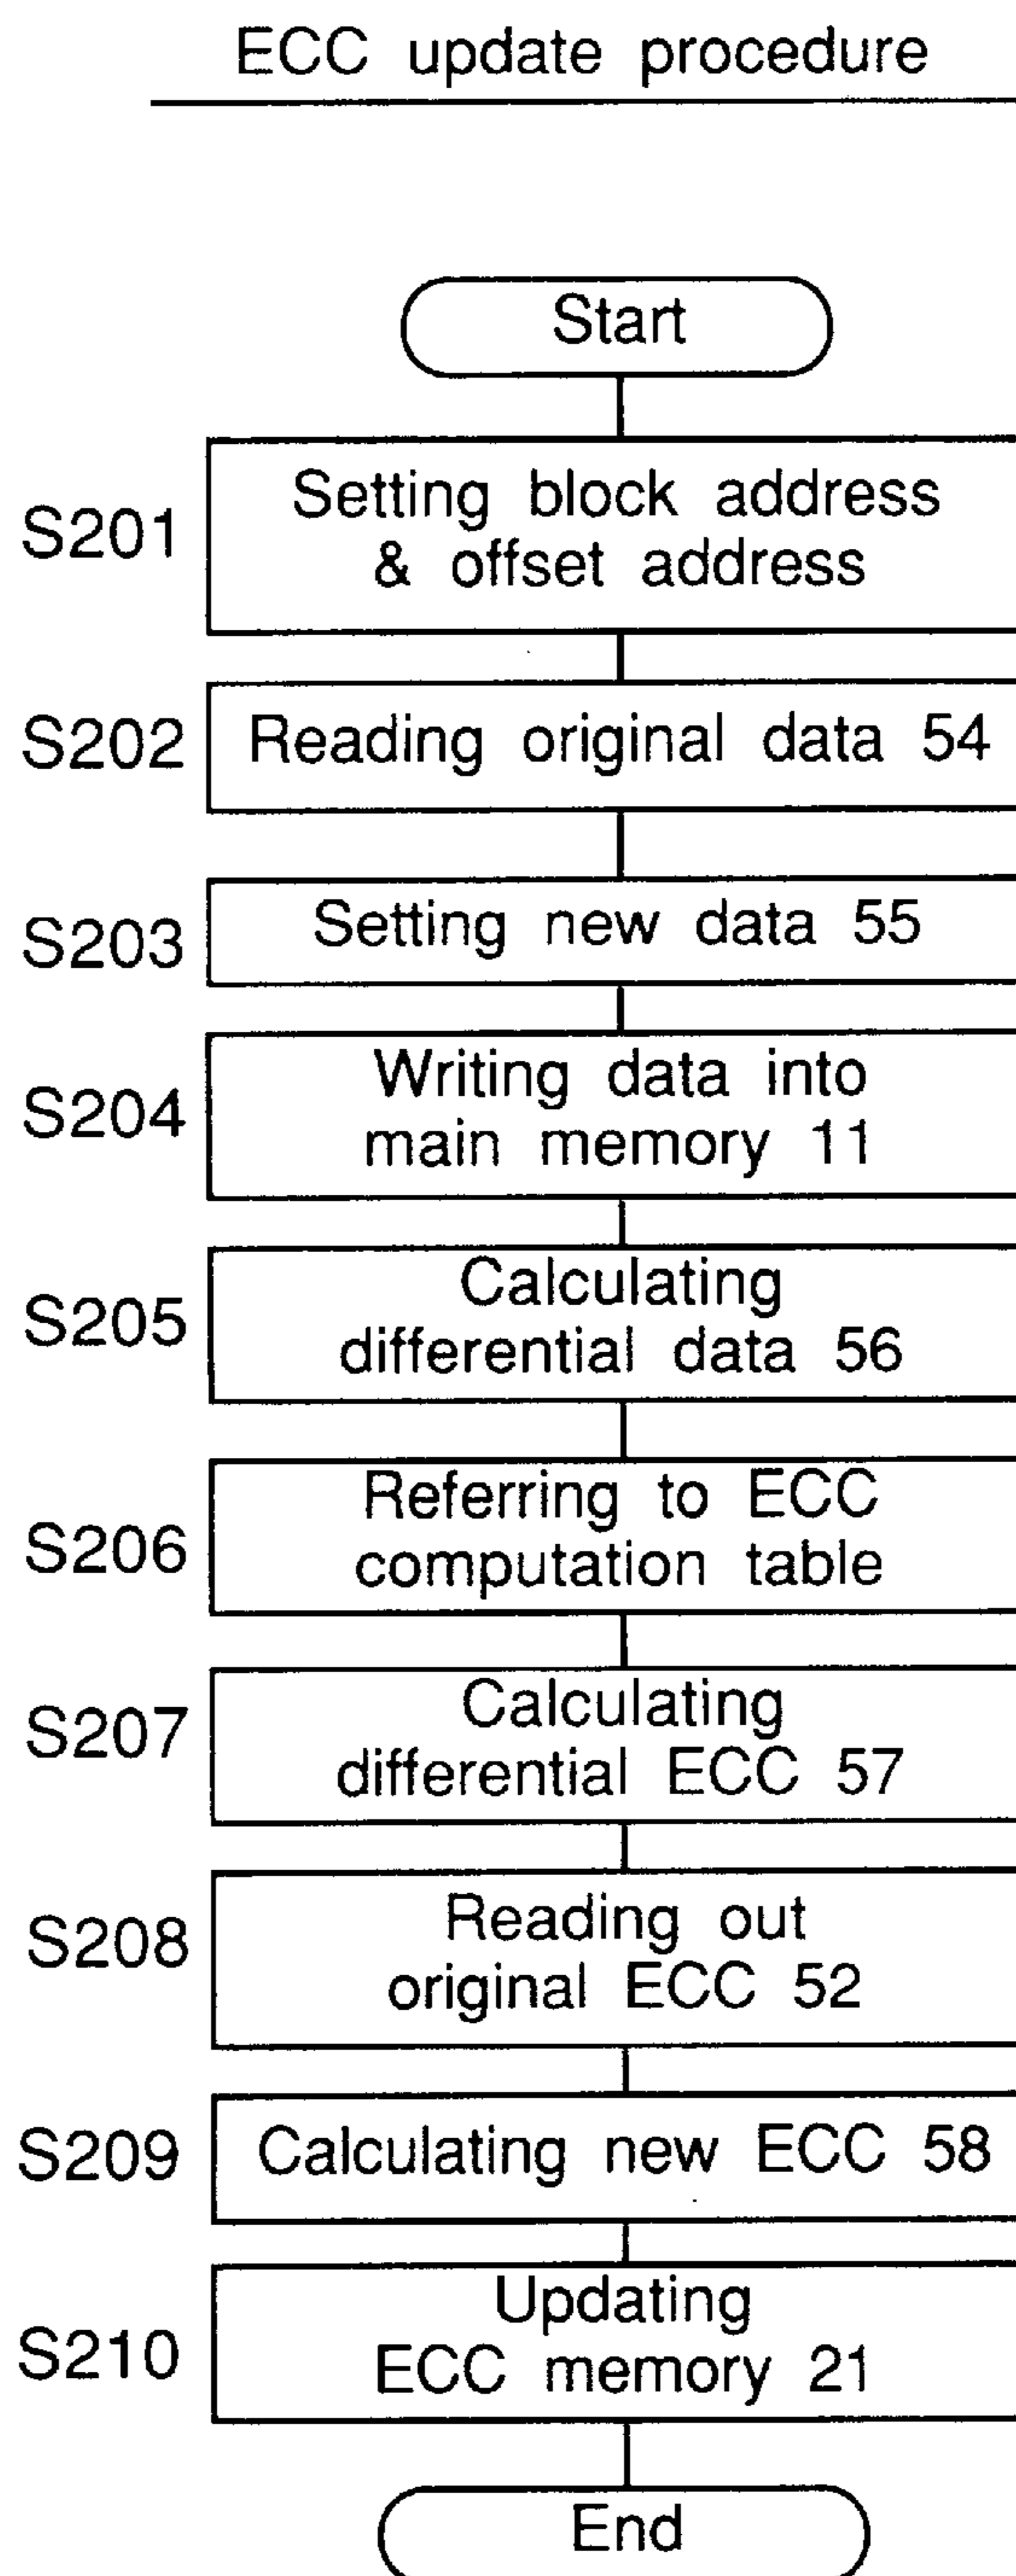 ECC update procedure
Start
S201
Setting block address
& offset address
S202
Reading original data 54
S203
Setting new data 55
S204
Writing data into
main memory 11
S205
Calculating
differential data 56
S206
Referring to ECC
computation table
S207
Calculating
differential ECC 57
S208
Reading out
original ECC 52
S209
Calculating new ECC 58
S210
Updating
ECC memory 21
End